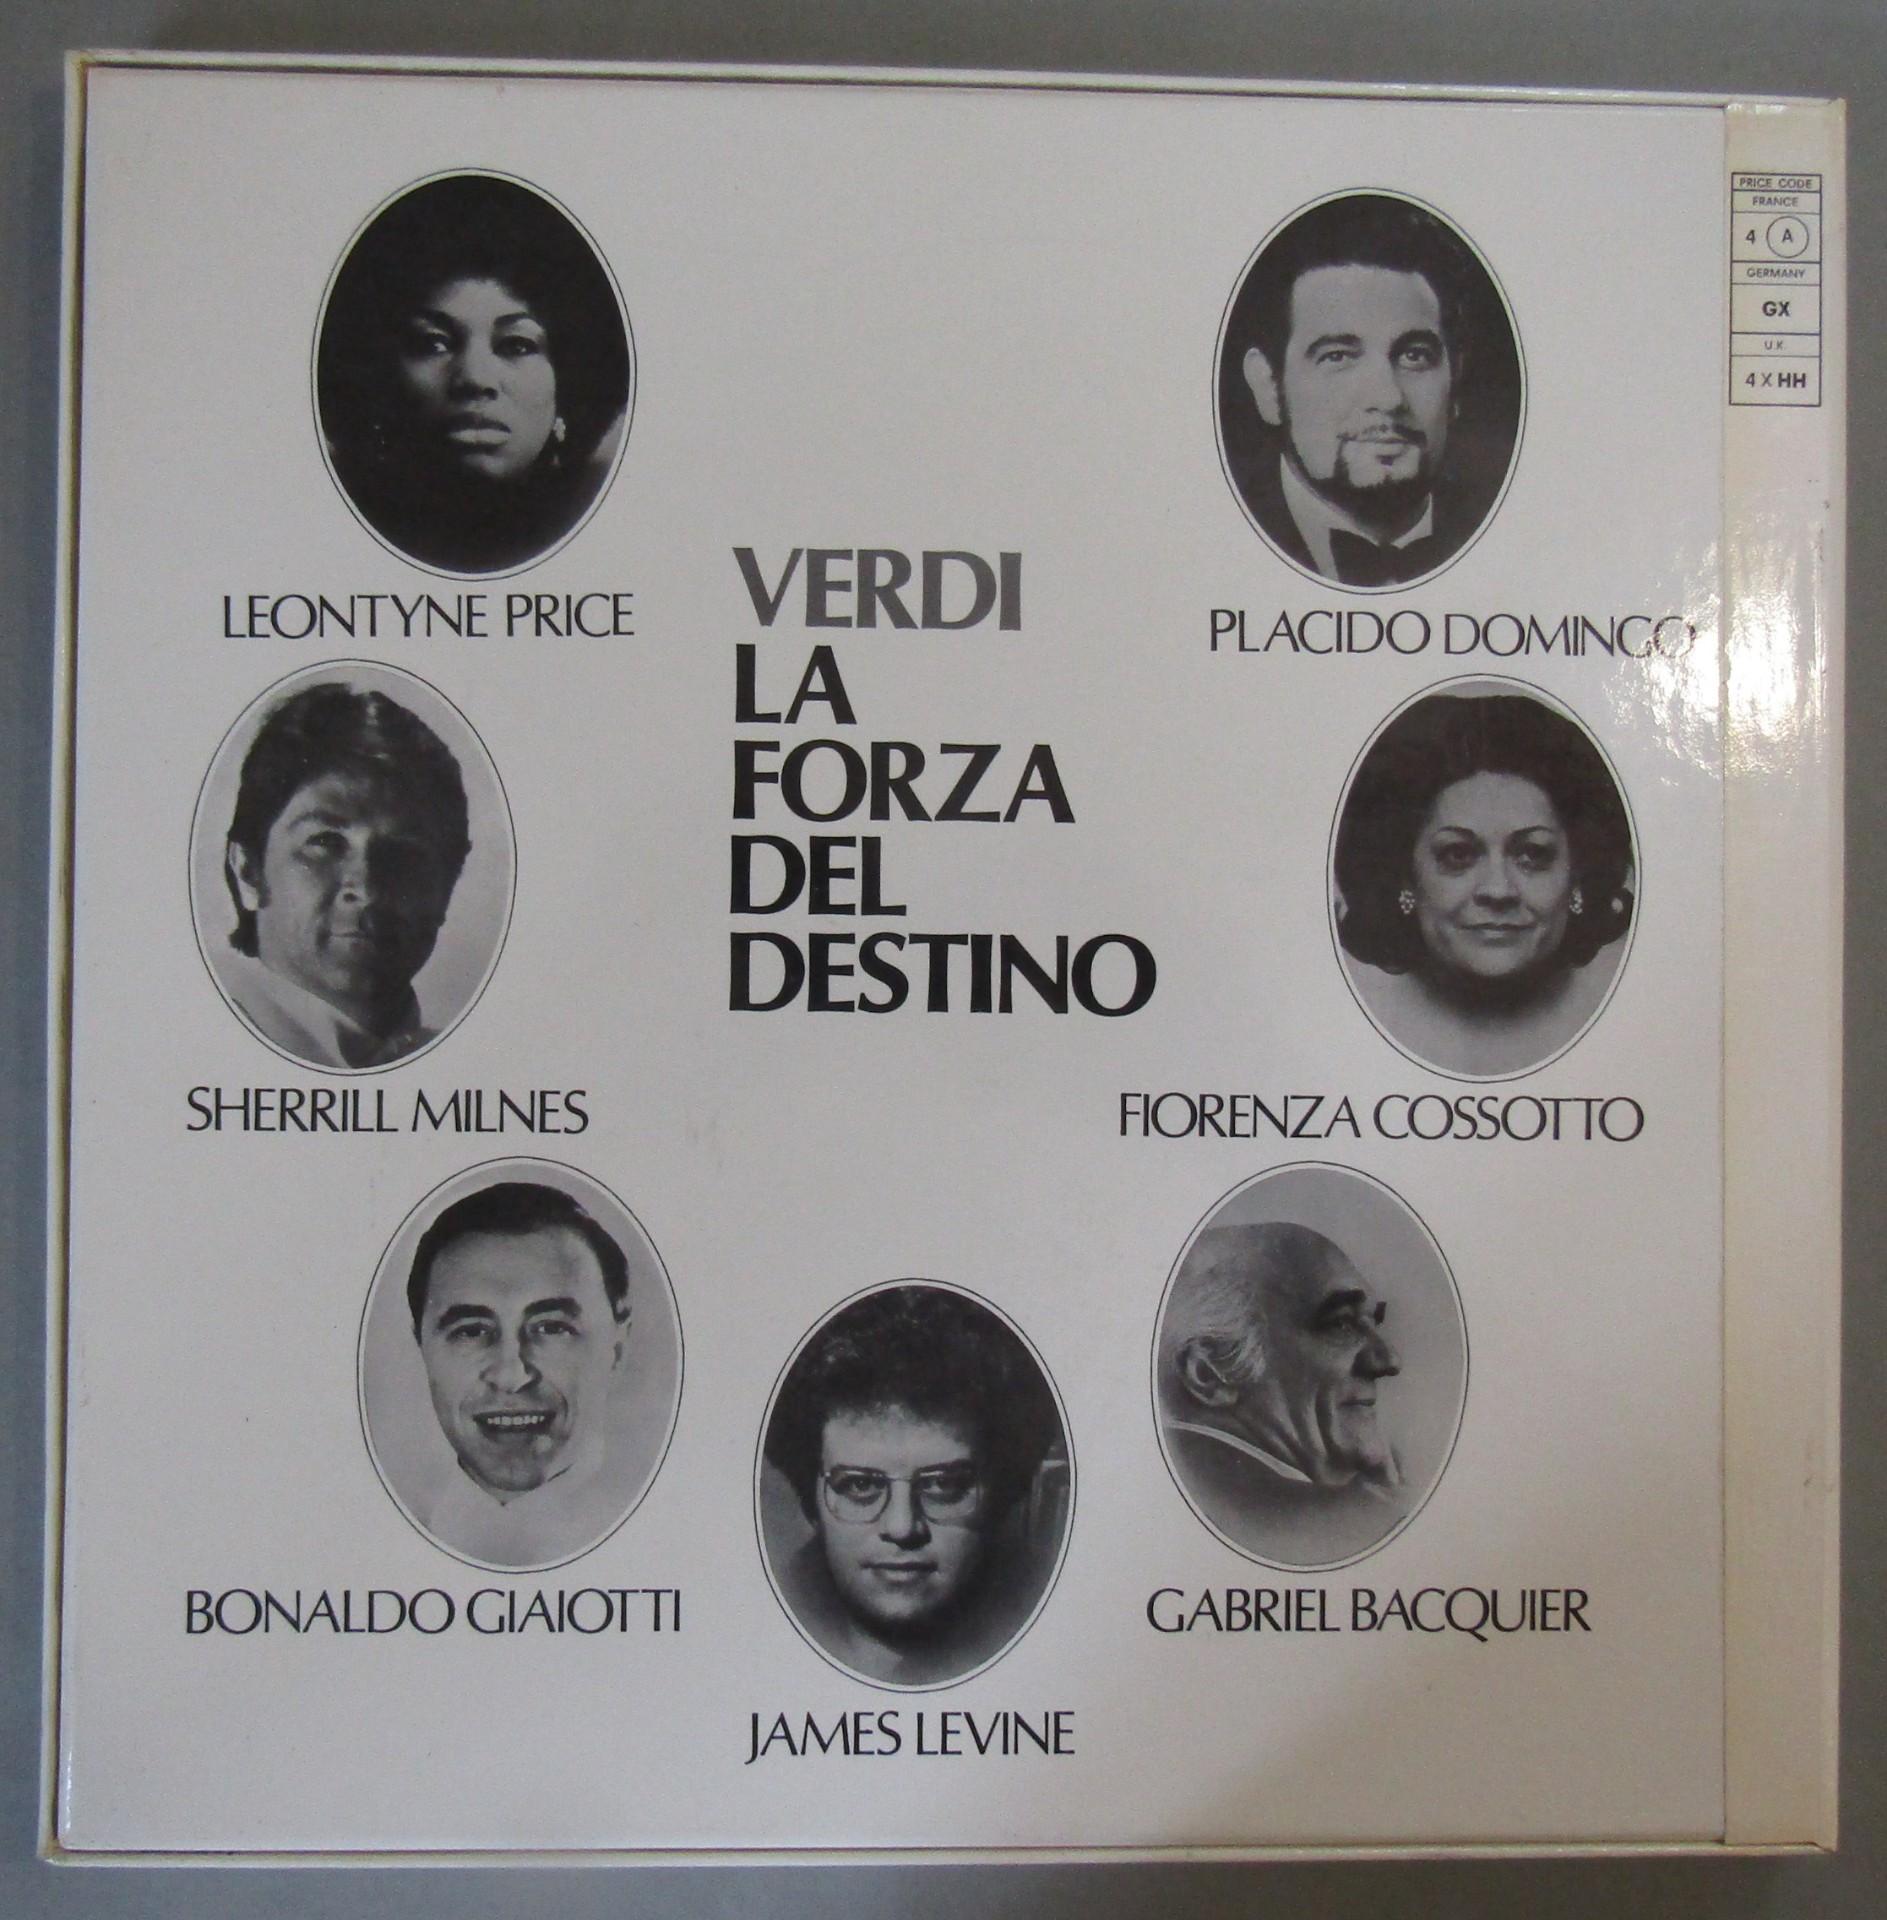 PRICE CODE
FRANCE
4 A
GERMANY
GX
U.K.
4 X HH
LEONTYNE PRICE
PLACIDO DOMINGO
VERDI
LA
FORZA
DEL
DESTINO
SHERRILL MILNES
FIORENZA COSSOTTO
BONALDO GIAIOTTI
GABRIEL BACQUIER
JAMES LEVINE